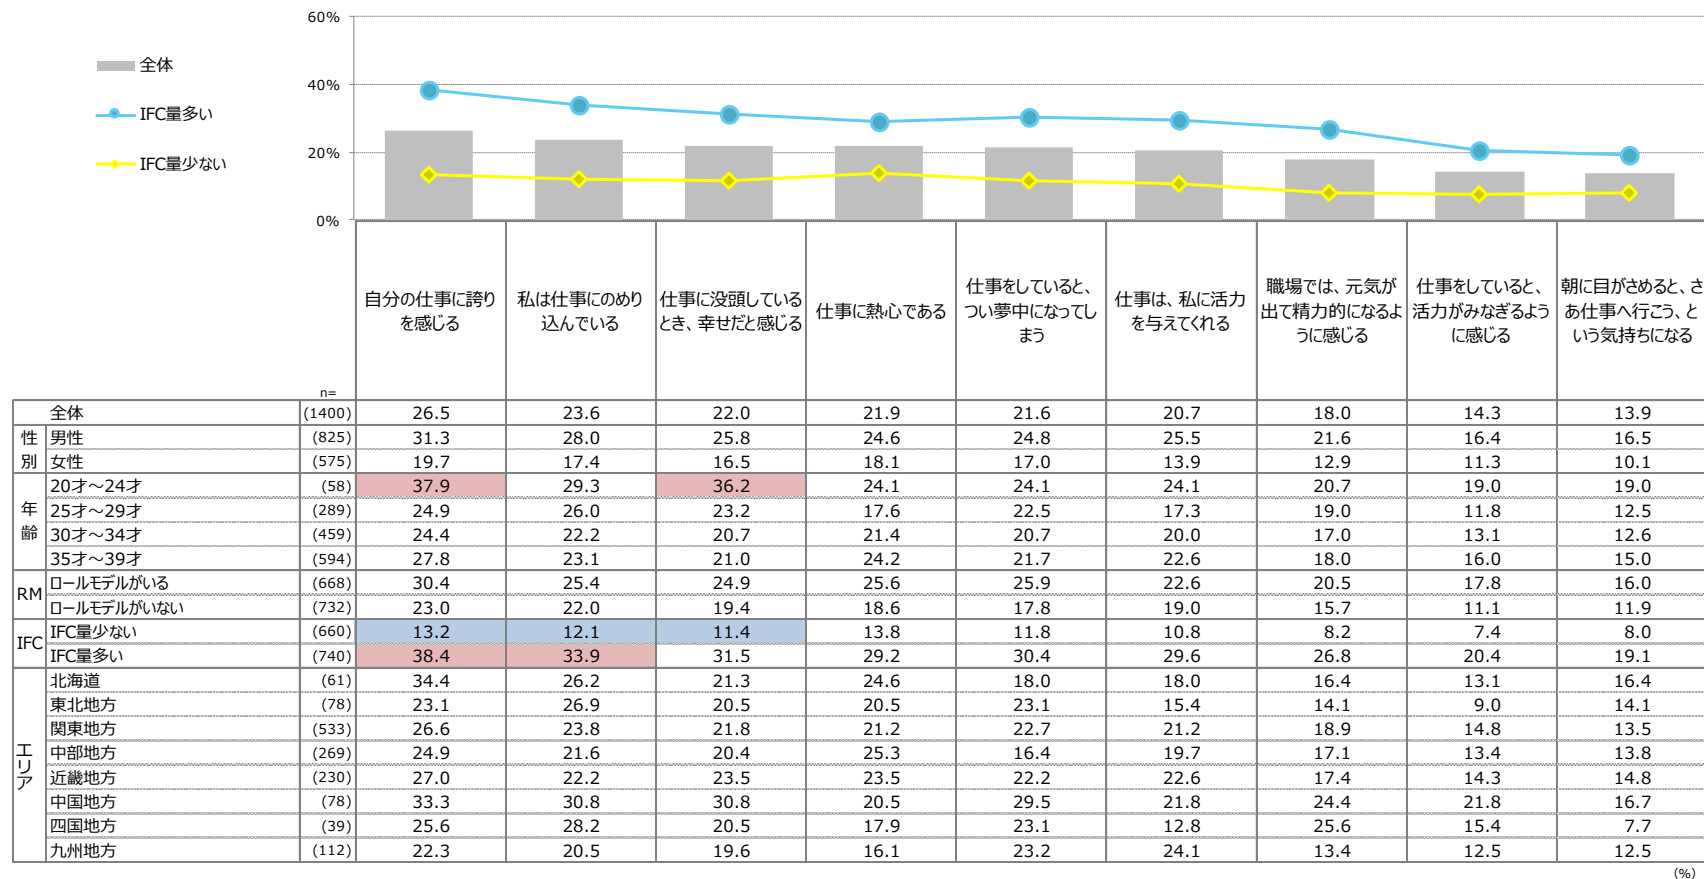 60%
40%
20%
0%
全体
IFC量多い
IFC量少ない
自分の仕事に誇り
を感じる
私は仕事にのめり
込んでいる
仕事に没頭している
とき、幸せだと感じる
仕事に熱心である
仕事をしていると、
つい夢中になってし
まう
仕事は、私に活力
を与えてくれる
職場では、元気が
出て精力的になるよ
うに感じる
仕事をしていると、
活力がみなぎるよう
に感じる
朝に目がさめると、さ
あ仕事へ行こう、と
いう気持ちになる
n=
全体 (1400) 26.5 23.6 22.0 21.9 21.6 20.7 18.0 14.3 13.9
性別
男性 (825) 31.3 28.0 25.8 24.6 24.8 25.5 21.6 16.4 16.5
女性 (575) 19.7 17.4 16.5 18.1 17.0 13.9 12.9 11.3 10.1
年齢
20才～24才 (58) 37.9 29.3 36.2 24.1 24.1 24.1 20.7 19.0 19.0
25才～29才 (289) 24.9 26.0 23.2 17.6 22.5 17.3 19.0 11.8 12.5
30才～34才 (459) 24.4 22.2 20.7 21.4 20.7 20.0 17.0 13.1 12.6
35才～39才 (594) 27.8 23.1 21.0 24.2 21.7 22.6 18.0 16.0 15.0
RM
ロールモデルがいる (668) 30.4 25.4 24.9 25.6 25.9 22.6 20.5 17.8 16.0
ロールモデルがいない (732) 23.0 22.0 19.4 18.6 17.8 19.0 15.7 11.1 11.9
IFC
IFC量少ない (660) 13.2 12.1 11.4 13.8 11.8 10.8 8.2 7.4 8.0
IFC量多い (740) 38.4 33.9 31.5 29.2 30.4 29.6 26.8 20.4 19.1
エリア
北海道 (61) 34.4 26.2 21.3 24.6 18.0 18.0 16.4 13.1 16.4
東北地方 (78) 23.1 26.9 20.5 20.5 23.1 15.4 14.1 9.0 14.1
関東地方 (533) 26.6 23.8 21.8 21.2 22.7 21.2 18.9 14.8 13.5
中部地方 (269) 24.9 21.6 20.4 25.3 16.4 19.7 17.1 13.4 13.8
近畿地方 (230) 27.0 22.2 23.5 23.5 22.2 22.6 17.4 14.3 14.8
中国地方 (78) 33.3 30.8 30.8 20.5 29.5 21.8 24.4 21.8 16.7
四国地方 (39) 25.6 28.2 20.5 17.9 23.1 12.8 25.6 15.4 7.7
九州地方 (112) 22.3 20.5 19.6 16.1 23.2 24.1 13.4 12.5 12.5
(%)